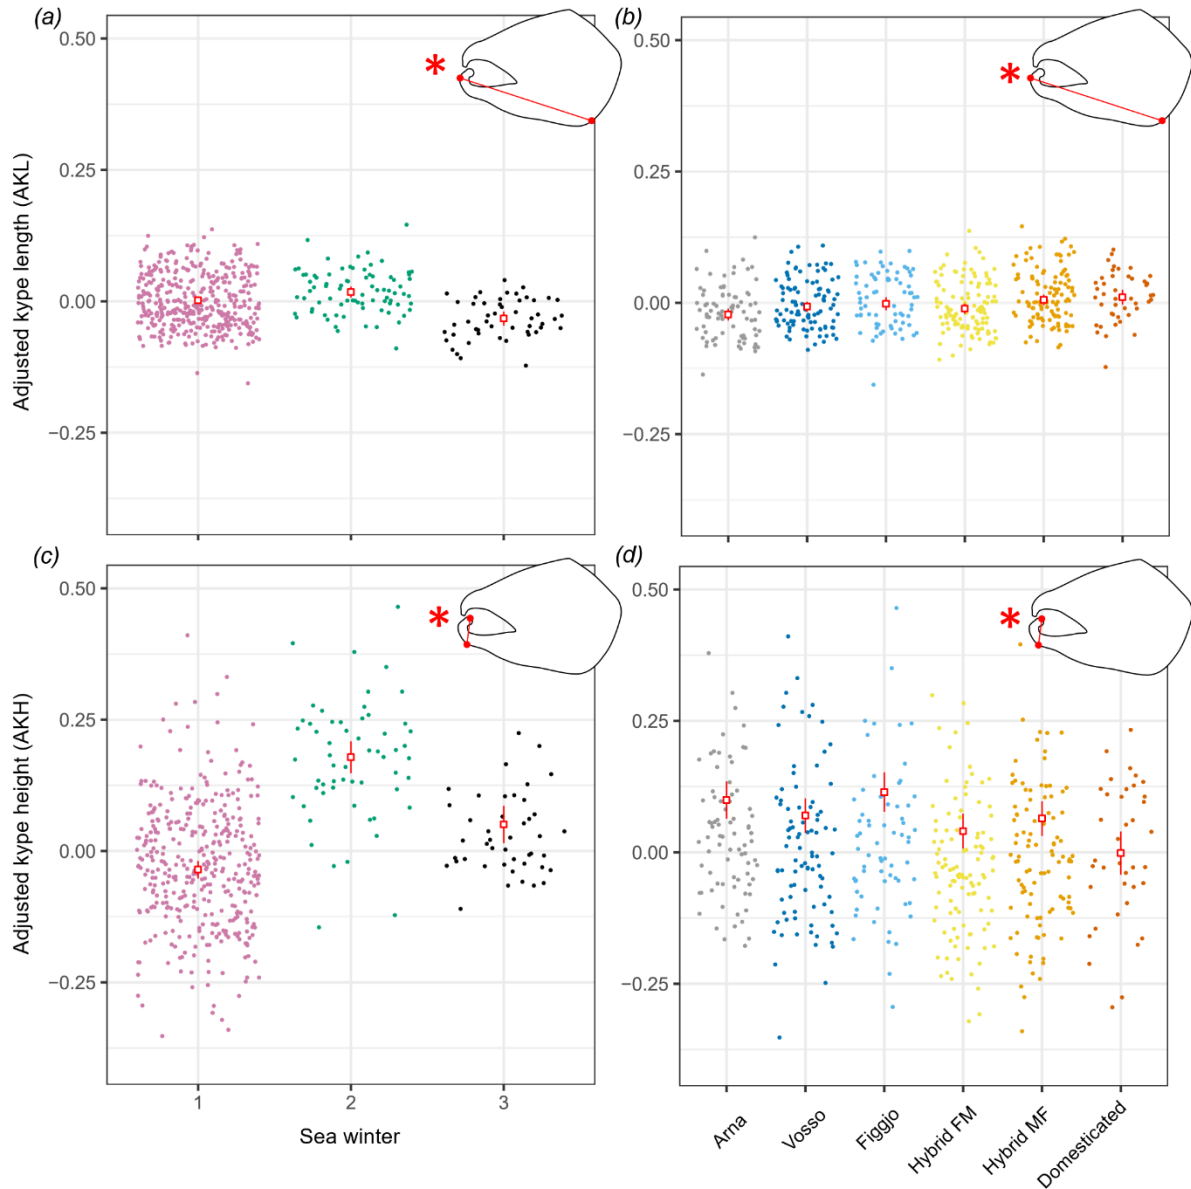 (a)
(b)
Adjusted kype length (AKL)
0.50
0.25
0.00
−0.25
*
0.50
0.25
0.00
−0.25
*
(c)
(d)
Adjusted kype height (AKH)
0.50
0.25
0.00
−0.25
*
1 2 3
Sea winter
0.50
0.25
0.00
−0.25
*
Arna
Vosso
Figgjo
Hybrid FM
Hybrid MF
Domesticated